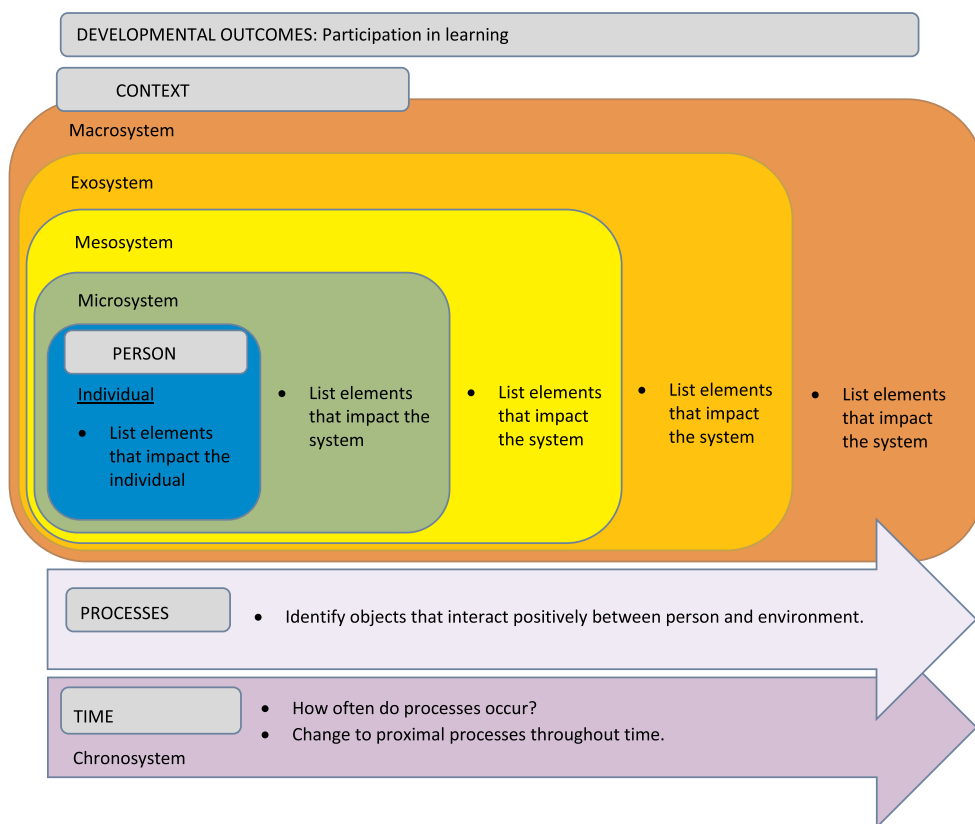 DEVELOPMENTAL OUTCOMES: Participation in learning
CONTEXT
Macrosystem
Exosystem
Mesosystem
Microsystem
PERSON
Individual
• List elements
that impact the
individual
• List elements
that impact the
system
• List elements
that impact
the system
• List elements
that impact
the system
• List elements
that impact
the system
PROCESSES
• Identify objects that interact positively between person and environment.
TIME
• How often do processes occur?
• Change to proximal processes throughout time.
Chronosystem